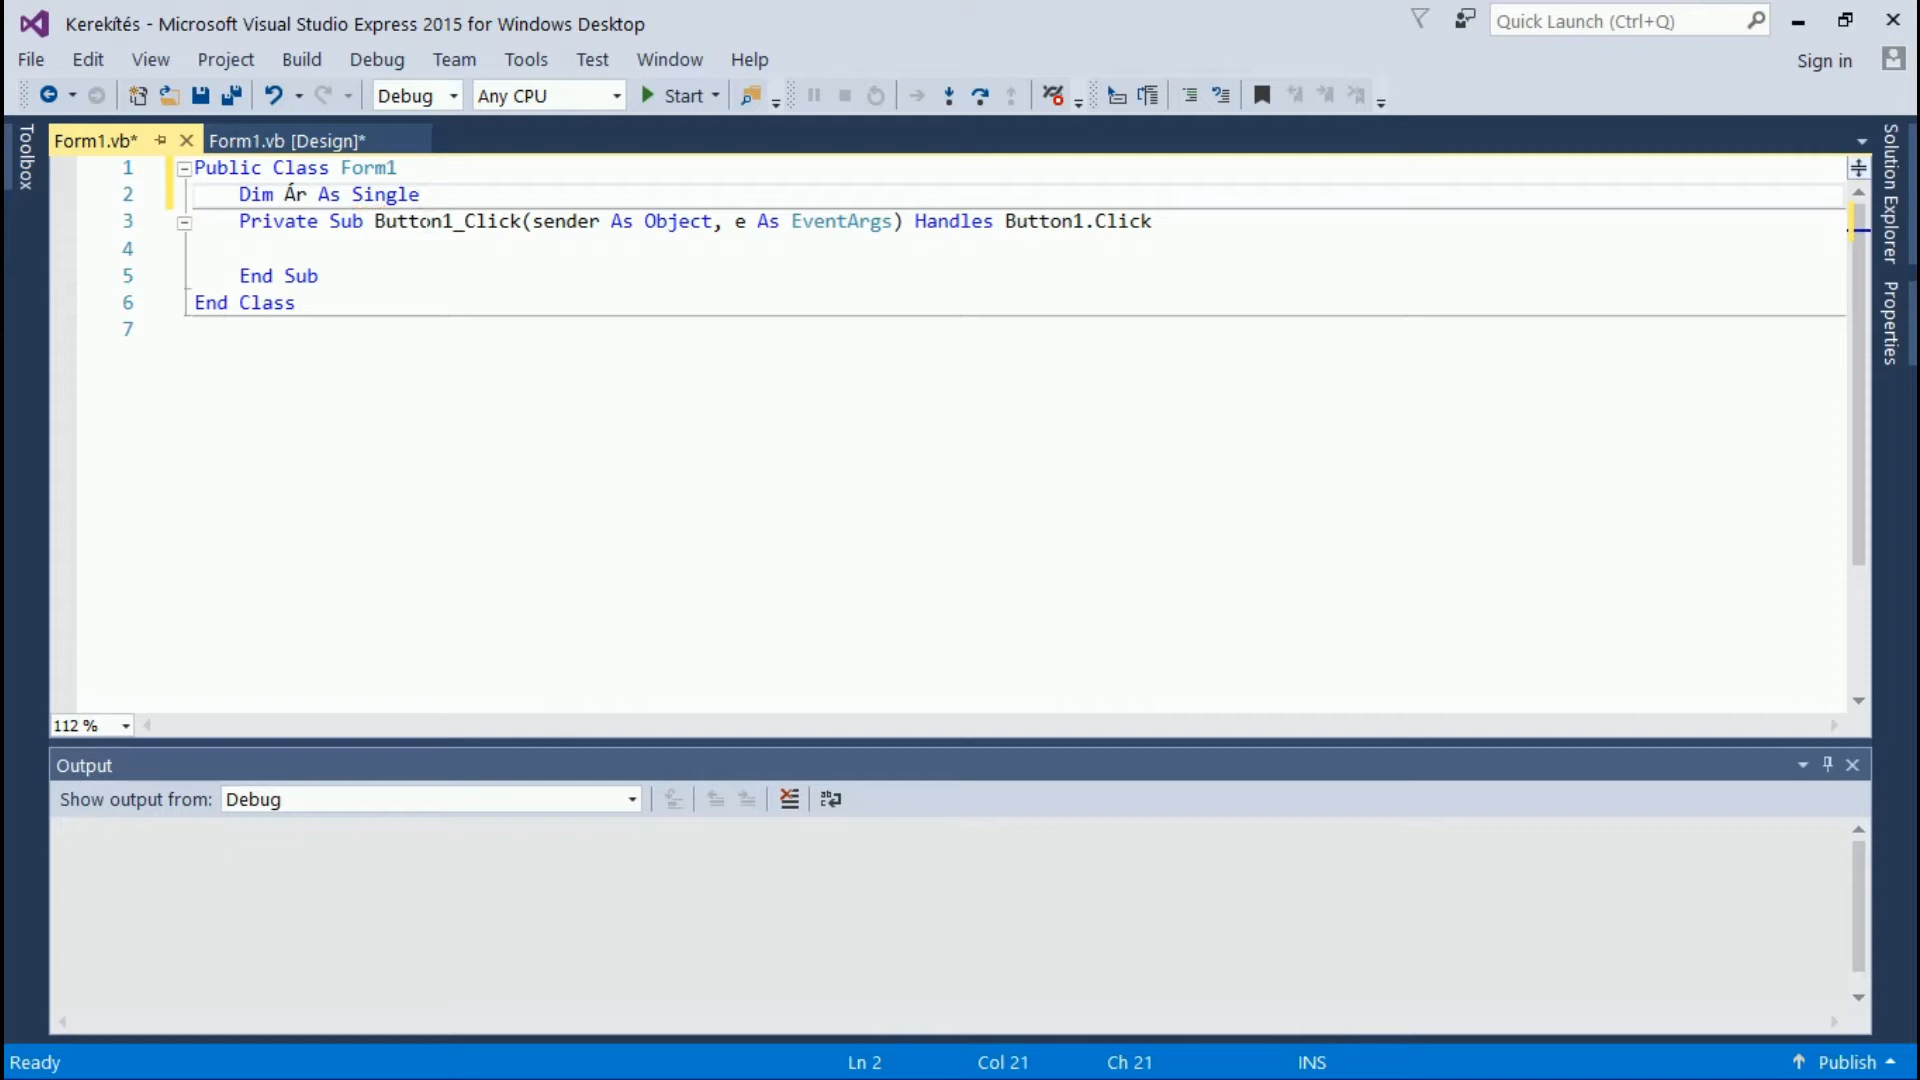 Kerekítés - Microsoft Visual Studio Express 2015 for Windows Desktop
Quick Launch (Ctrl+Q)
File Edit View Project Build Debug Team Tools Test Window Help
Sign in
Debug Any CPU Start
Toolbox
Form1.vb* Form1.vb [Design]*
1 Public Class Form1
2 Dim Ár As Single
3 Private Sub Button1_Click(sender As Object, e As EventArgs) Handles Button1.Click
4
5 End Sub
6 End Class
7
Solution Explorer
Properties
112 %
Output
Show output from: Debug
Ready Ln 2 Col 21 Ch 21 INS Publish